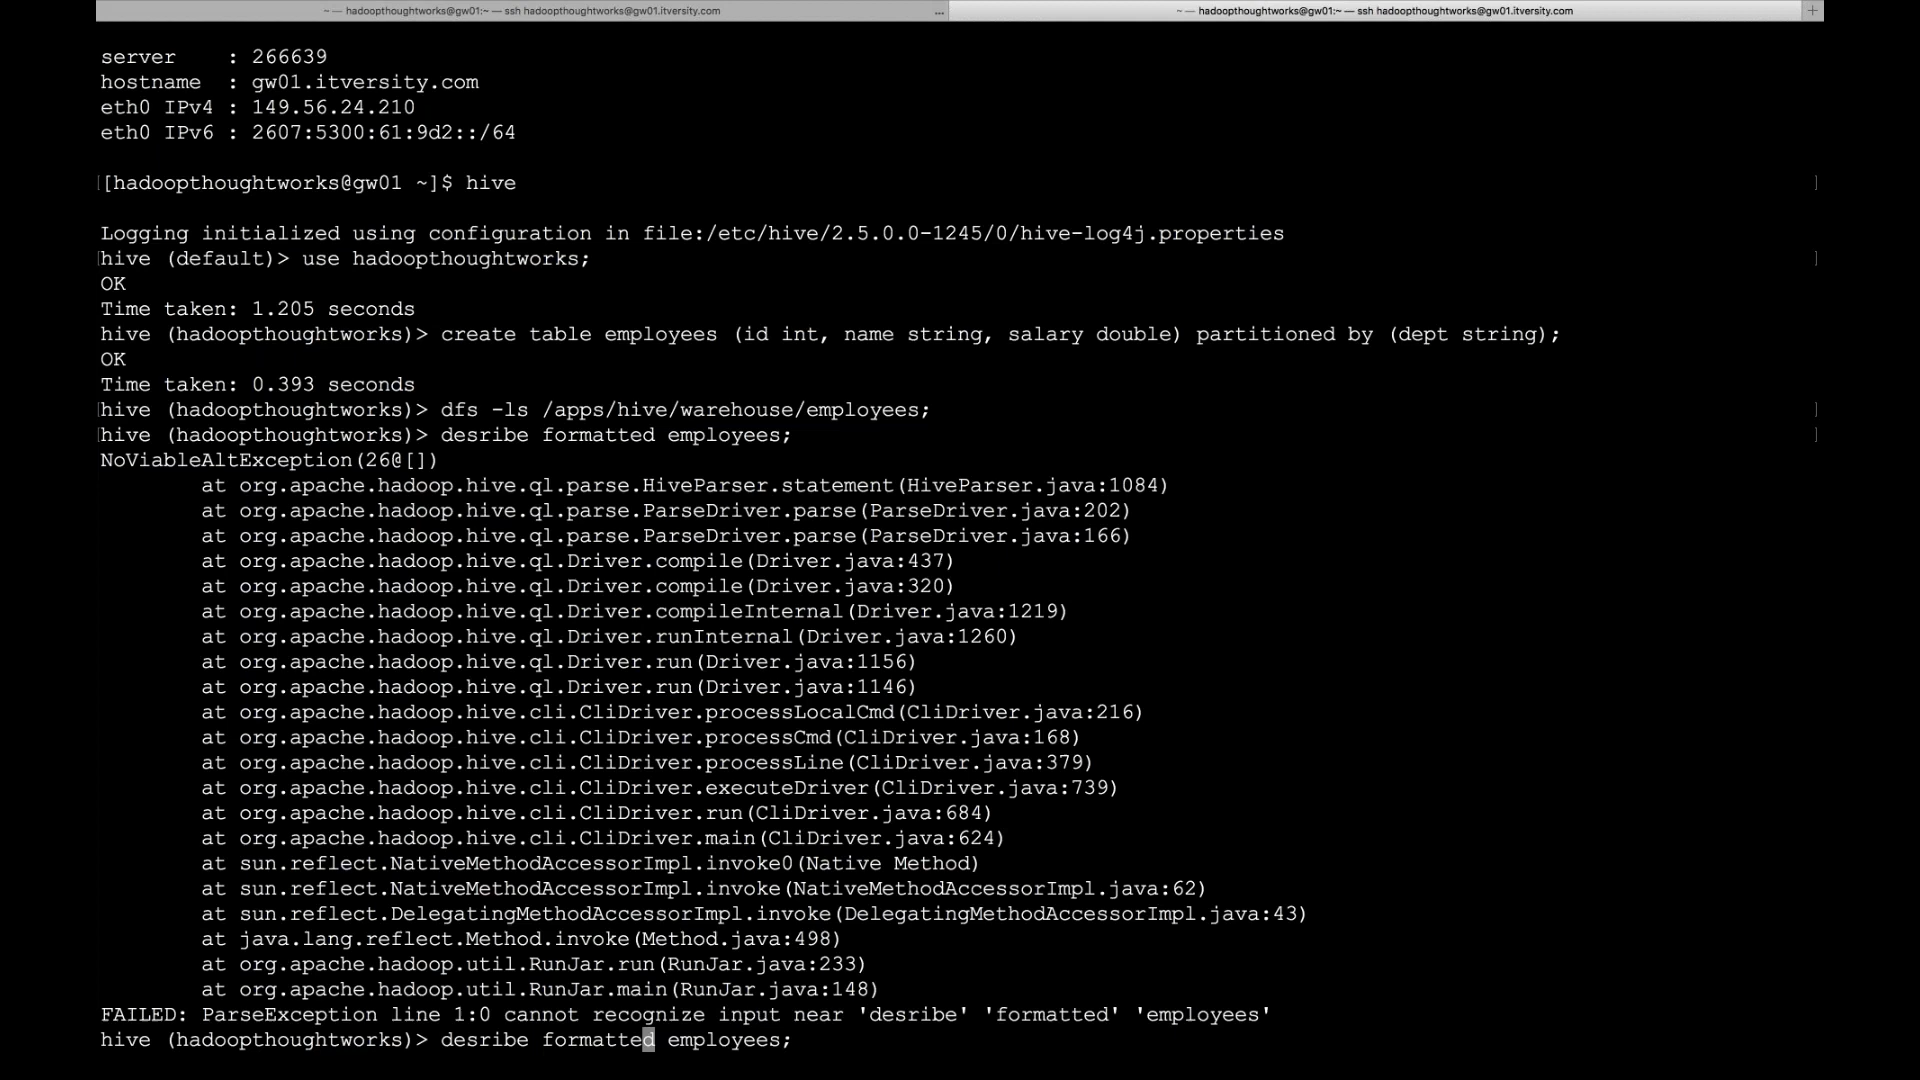 ~ — hadoopthoughtworks@gw01:~ — ssh hadoopthoughtworks@gw01.itversity.com ... ~ — hadoopthoughtworks@gw01:~ — ssh hadoopthoughtworks@gw01.itversity.com +
server    : 266639
hostname  : gw01.itversity.com
eth0 IPv4 : 149.56.24.210
eth0 IPv6 : 2607:5300:61:9d2::/64
[[hadoopthoughtworks@gw01 ~]$ hive ]
Logging initialized using configuration in file:/etc/hive/2.5.0.0-1245/0/hive-log4j.properties
hive (default)> use hadoopthoughtworks; ]
OK
Time taken: 1.205 seconds
hive (hadoopthoughtworks)> create table employees (id int, name string, salary double) partitioned by (dept string);
OK
Time taken: 0.393 seconds
hive (hadoopthoughtworks)> dfs -ls /apps/hive/warehouse/employees; ]
hive (hadoopthoughtworks)> desribe formatted employees; ]
NoViableAltException(26@[])
        at org.apache.hadoop.hive.ql.parse.HiveParser.statement(HiveParser.java:1084)
        at org.apache.hadoop.hive.ql.parse.ParseDriver.parse(ParseDriver.java:202)
        at org.apache.hadoop.hive.ql.parse.ParseDriver.parse(ParseDriver.java:166)
        at org.apache.hadoop.hive.ql.Driver.compile(Driver.java:437)
        at org.apache.hadoop.hive.ql.Driver.compile(Driver.java:320)
        at org.apache.hadoop.hive.ql.Driver.compileInternal(Driver.java:1219)
        at org.apache.hadoop.hive.ql.Driver.runInternal(Driver.java:1260)
        at org.apache.hadoop.hive.ql.Driver.run(Driver.java:1156)
        at org.apache.hadoop.hive.ql.Driver.run(Driver.java:1146)
        at org.apache.hadoop.hive.cli.CliDriver.processLocalCmd(CliDriver.java:216)
        at org.apache.hadoop.hive.cli.CliDriver.processCmd(CliDriver.java:168)
        at org.apache.hadoop.hive.cli.CliDriver.processLine(CliDriver.java:379)
        at org.apache.hadoop.hive.cli.CliDriver.executeDriver(CliDriver.java:739)
        at org.apache.hadoop.hive.cli.CliDriver.run(CliDriver.java:684)
        at org.apache.hadoop.hive.cli.CliDriver.main(CliDriver.java:624)
        at sun.reflect.NativeMethodAccessorImpl.invoke0(Native Method)
        at sun.reflect.NativeMethodAccessorImpl.invoke(NativeMethodAccessorImpl.java:62)
        at sun.reflect.DelegatingMethodAccessorImpl.invoke(DelegatingMethodAccessorImpl.java:43)
        at java.lang.reflect.Method.invoke(Method.java:498)
        at org.apache.hadoop.util.RunJar.run(RunJar.java:233)
        at org.apache.hadoop.util.RunJar.main(RunJar.java:148)
FAILED: ParseException line 1:0 cannot recognize input near 'desribe' 'formatted' 'employees'
hive (hadoopthoughtworks)> desribe formatted employees;